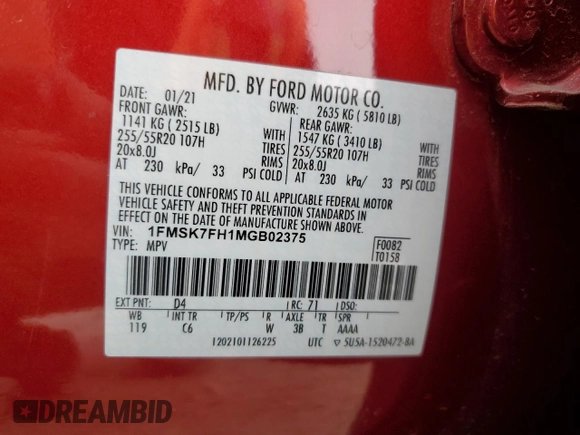 MFD. BY FORD MOTOR CO.
DATE: 01/21 GVWR: 2635 KG ( 5810 LB)
FRONT GAWR: REAR GAWR:
1141 KG ( 2515 LB) WITH 1547 KG ( 3410 LB) WITH
255/55R20 107H TIRES 255/55R20 107H TIRES
20x8.0J RIMS 20x8.0J RIMS
AT 230 kPa/ 33 PSI COLD AT 230 kPa/ 33 PSI COLD
THIS VEHICLE CONFORMS TO ALL APPLICABLE FEDERAL MOTOR
VEHICLE SAFETY AND THEFT PREVENTION STANDARDS IN
EFFECT ON THE DATE OF MANUFACTURE SHOWN ABOVE.
VIN: 1FMSK7FH1MGB02375 F0082
TYPE: MPV T0158
EXT PNT: D4 RC: 71 DSO:
WB INT TR TP/PS R AXLE TR SPR
119 C6 W 3B T AAAA
1202101126225 UTC 5U5A-1520472-BA
DREAMBID